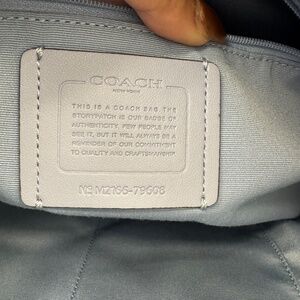 COACH
NEW YORK
THIS IS A COACH BAG. THE
STORYPATCH IS OUR BADGE OF
AUTHENTICITY. FEW PEOPLE MAY
SEE IT, BUT IT WILL ALWAYS BE A
REMINDER OF OUR COMMITMENT
TO QUALITY AND CRAFTSMANSHIP
Nº M2166-79608